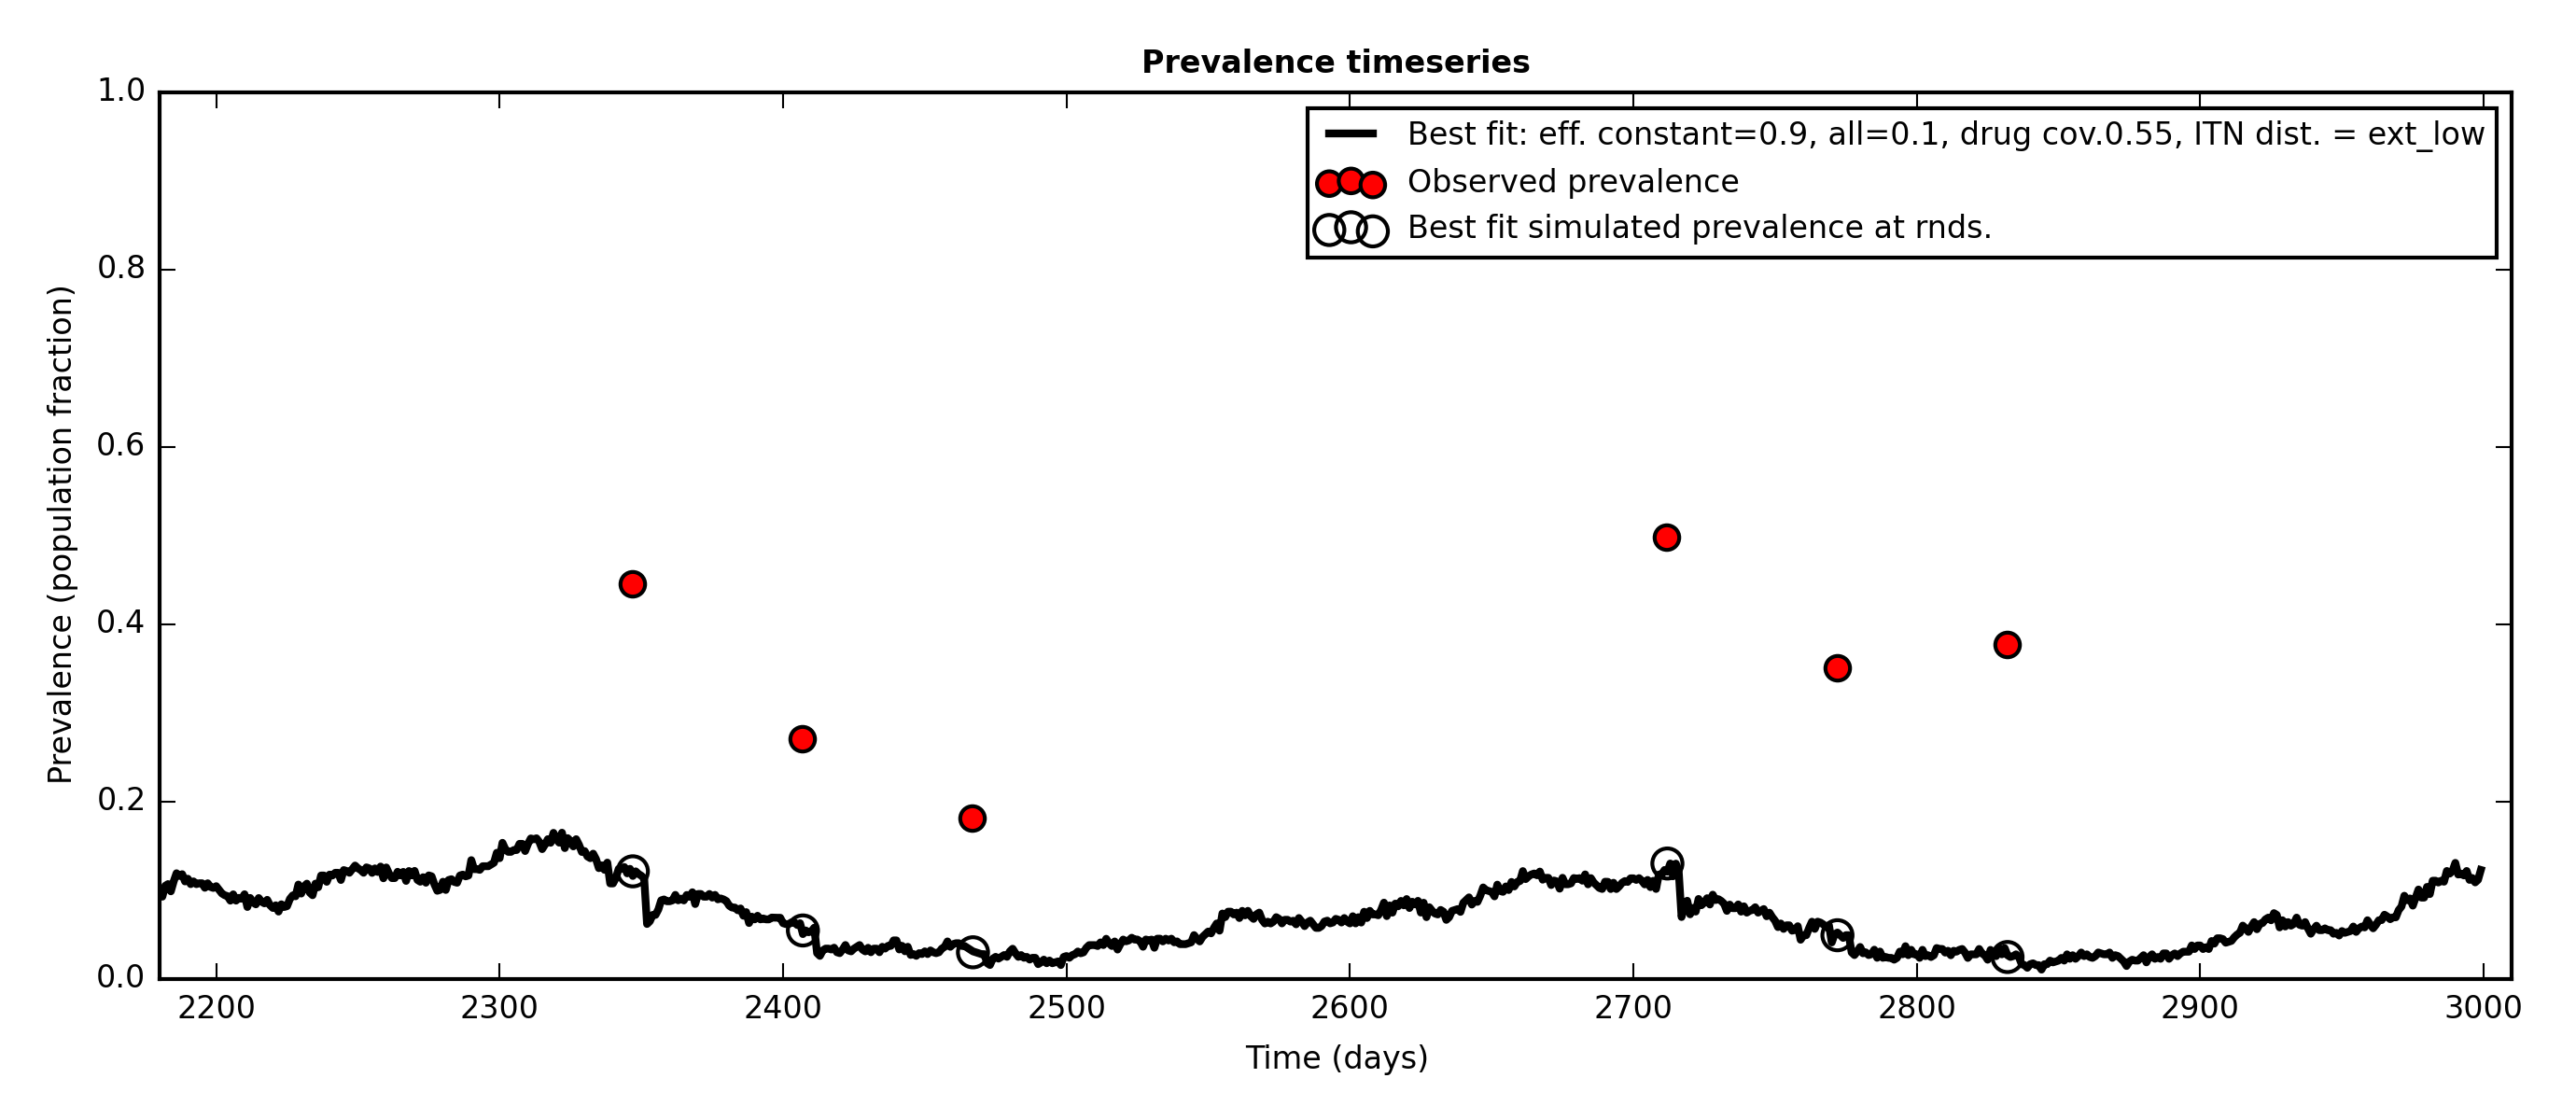 Prevalence timeseries
1.0
0.8
0.6
0.4
0.2
0.0
Prevalence (population fraction)
Best fit: eff. constant=0.9, all=0.1, drug cov.0.55, ITN dist. = ext_low
Observed prevalence
Best fit simulated prevalence at rnds.
2200 2300 2400 2500 2600 2700 2800 2900 3000
Time (days)